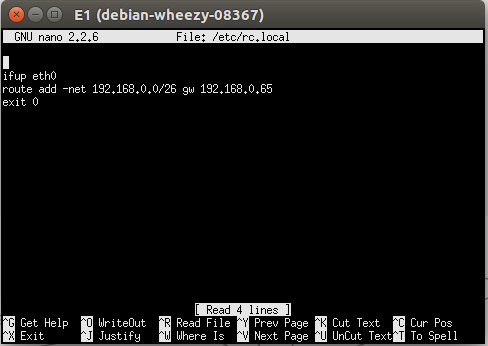 E1 (debian-wheezy-08367)
GNU nano 2.2.6 File: /etc/rc.local
ifup eth0
route add -net 192.168.0.0/26 gw 192.168.0.65
exit 0
[ Read 4 lines ]
^G Get Help ^O WriteOut ^R Read File ^Y Prev Page ^K Cut Text ^C Cur Pos
^X Exit ^J Justify ^W Where Is ^V Next Page ^U UnCut Text ^T To Spell